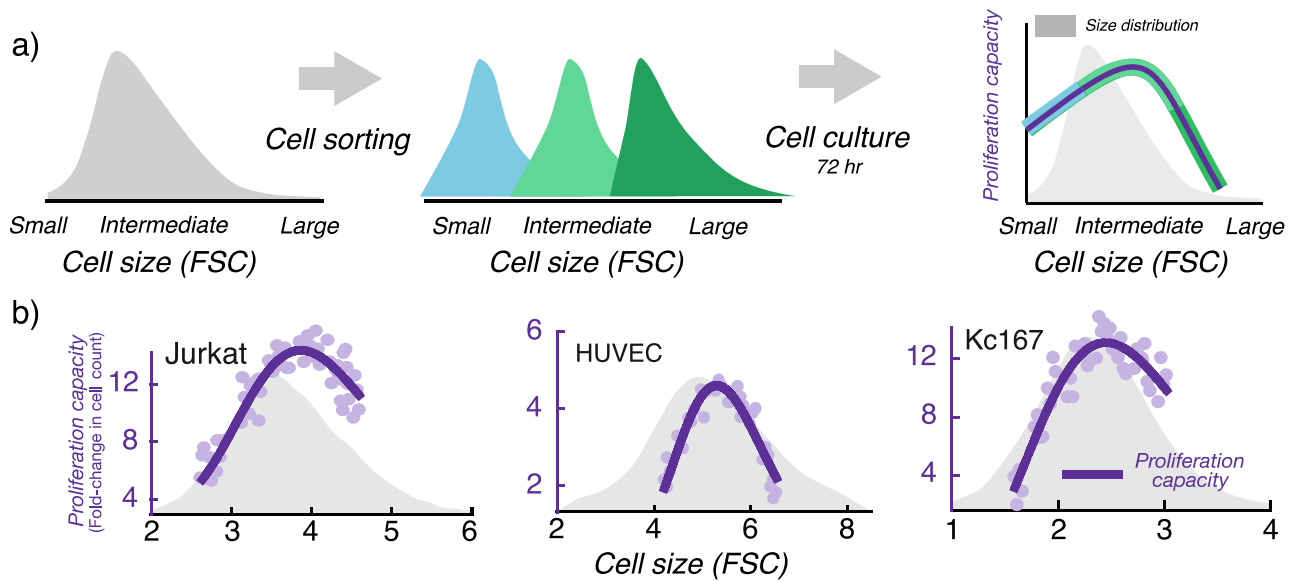 a)
Small Intermediate Large
Cell size (FSC)
Cell sorting
Small Intermediate Large
Cell size (FSC)
Cell culture
72 hr
Proliferation capacity
Size distribution
Small Intermediate Large
Cell size (FSC)
b)
Proliferation capacity
(Fold-change in cell count)
Jurkat
12
8
4
2 3 4 5 6
HUVEC
6
4
2
2 4 6 8
Cell size (FSC)
Kc167
12
8
4
Proliferation
capacity
1 2 3 4